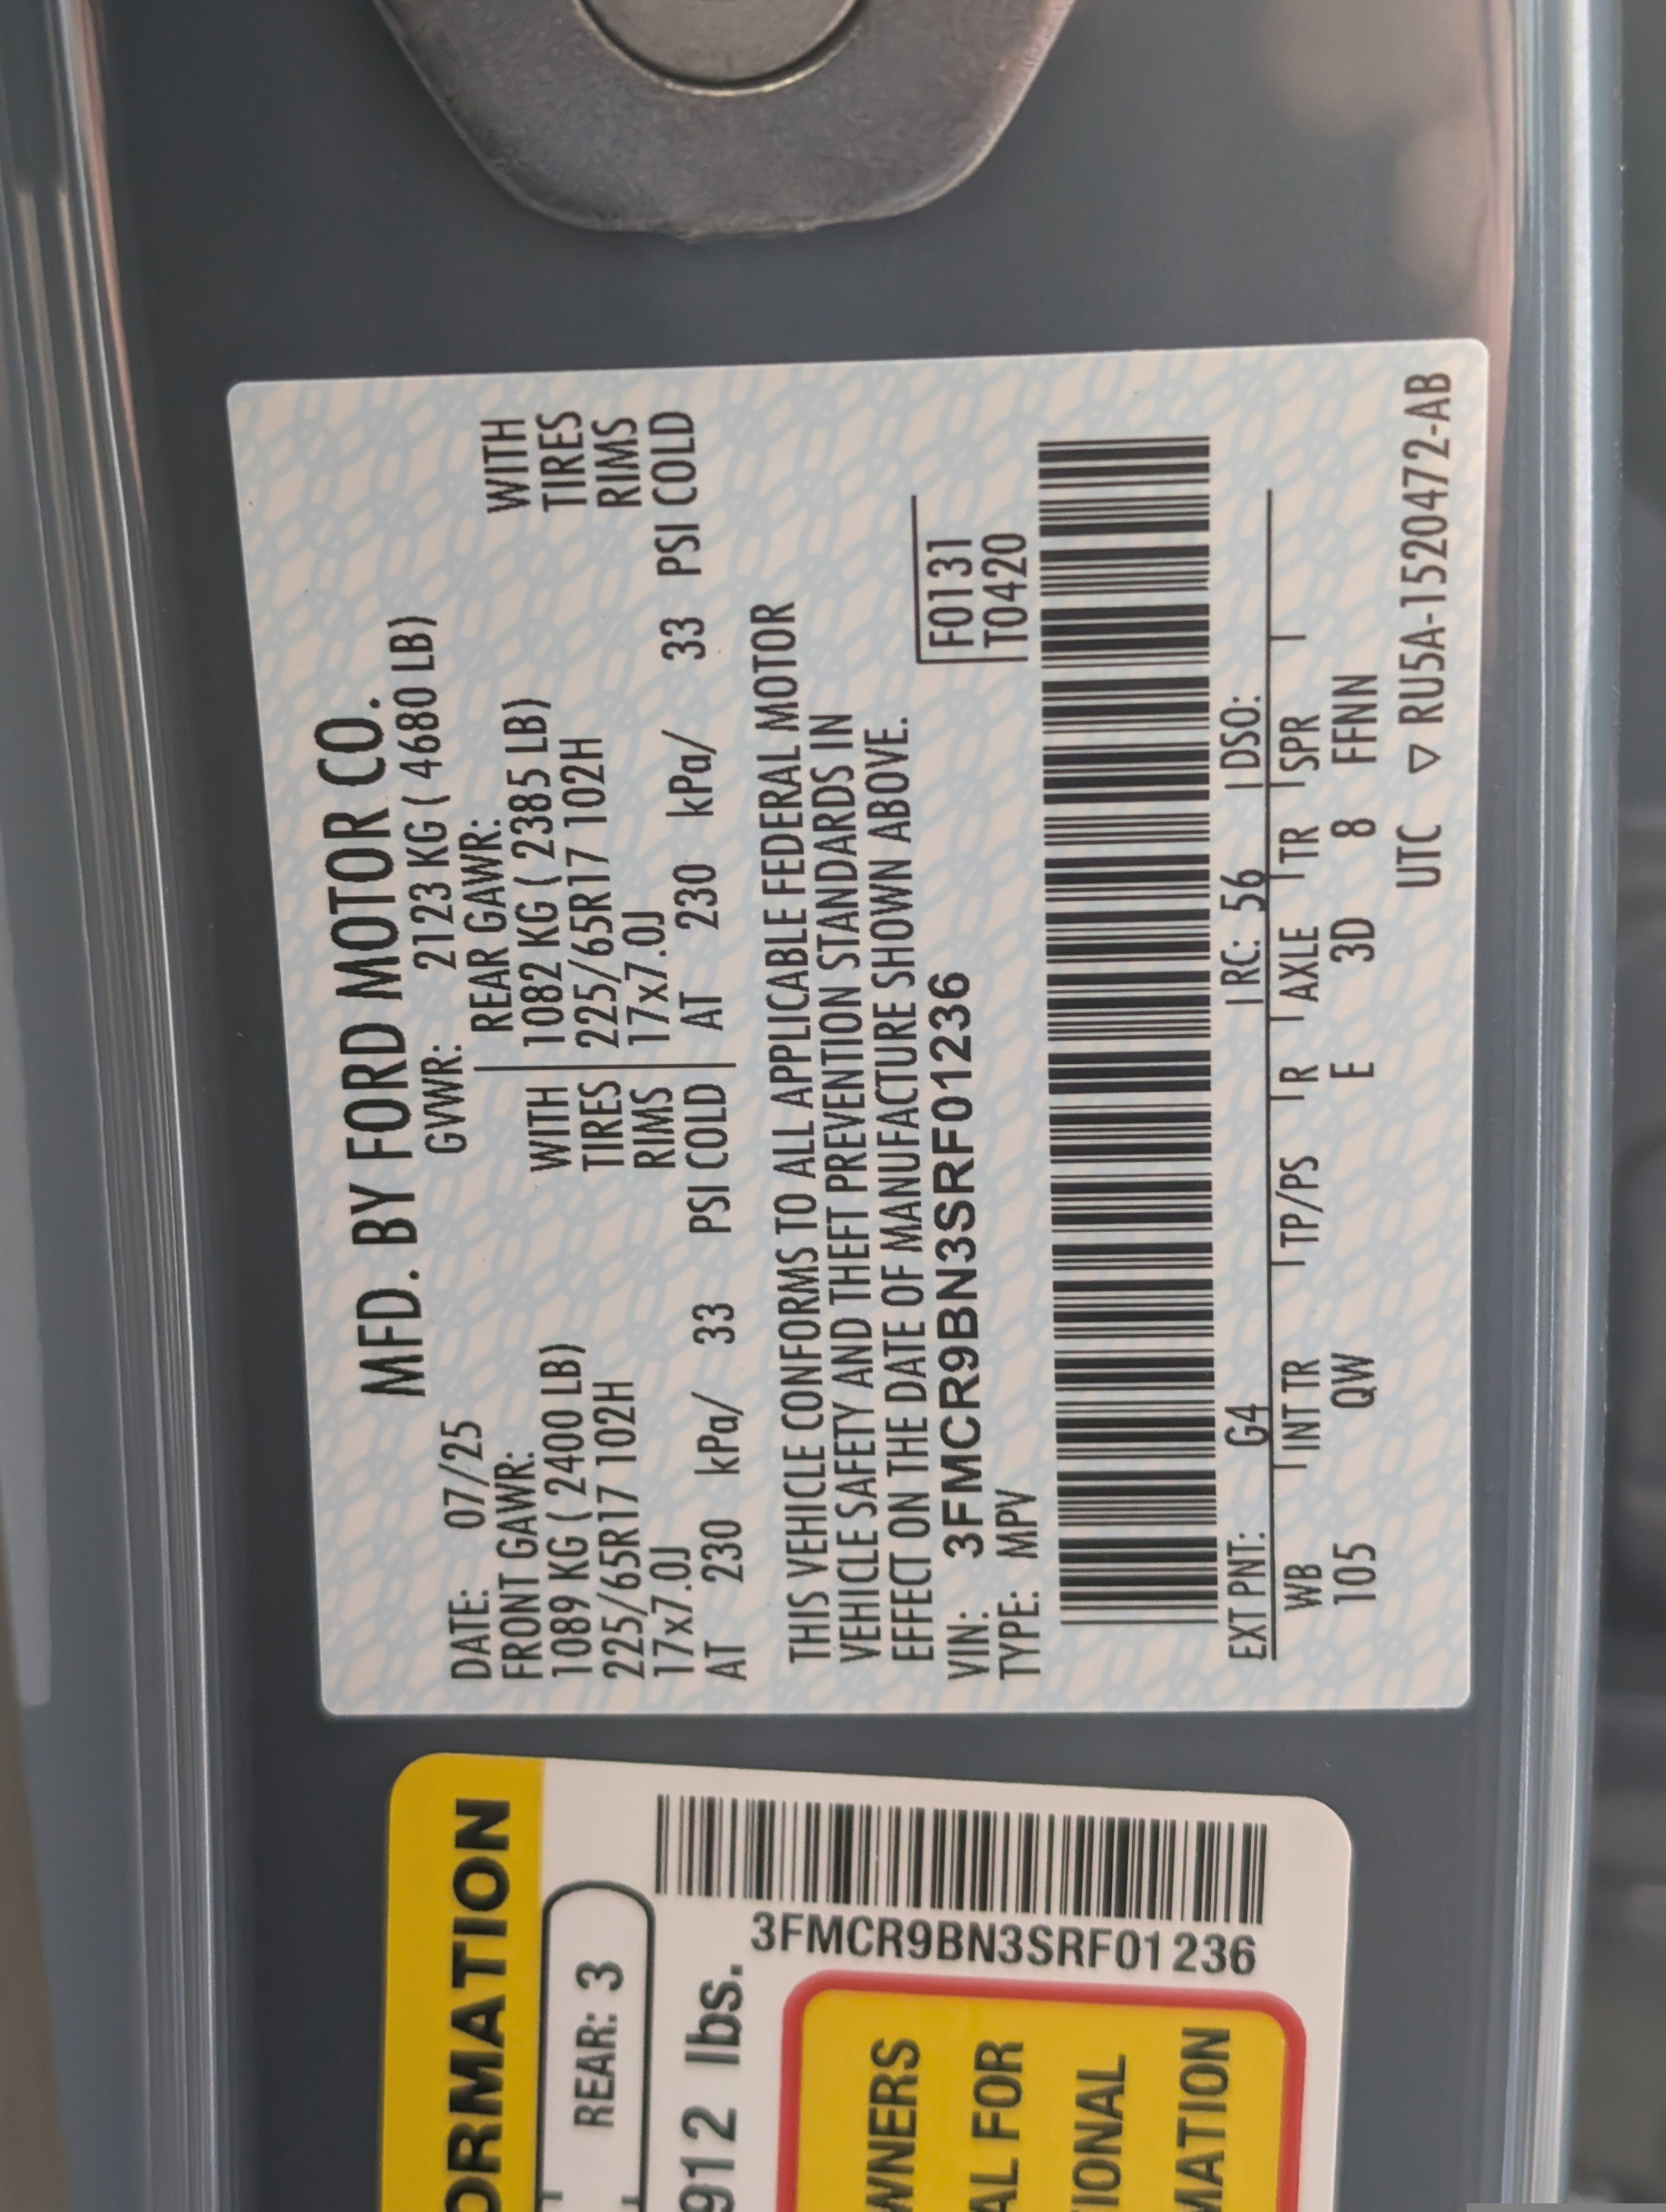 MFD. BY FORD MOTOR CO.
DATE: 07/25 GVWR: 2123 KG ( 4680 LB)
FRONT GAWR: REAR GAWR:
1089 KG ( 2400 LB) WITH 1082 KG ( 2385 LB) WITH
225/65R17 102H TIRES 225/65R17 102H TIRES
17x7.0J RIMS 17x7.0J RIMS
AT 230 kPa/ 33 PSI COLD AT 230 kPa/ 33 PSI COLD
THIS VEHICLE CONFORMS TO ALL APPLICABLE FEDERAL MOTOR
VEHICLE SAFETY AND THEFT PREVENTION STANDARDS IN
EFFECT ON THE DATE OF MANUFACTURE SHOWN ABOVE.
VIN: 3FMCR9BN3SRF01236 F0131
TYPE: MPV T0420
EXT PNT: G4 RC: 56 DSO:
WB INT TR TP/PS R AXLE TR SPR
105 QW E 3D 8 FFNN
UTC ▽ RU5A-1520472-AB
ORMATION
REAR: 3
912 lbs.
3FMCR9BN3SRF01236
WNERS
AL FOR
IONAL
MATION